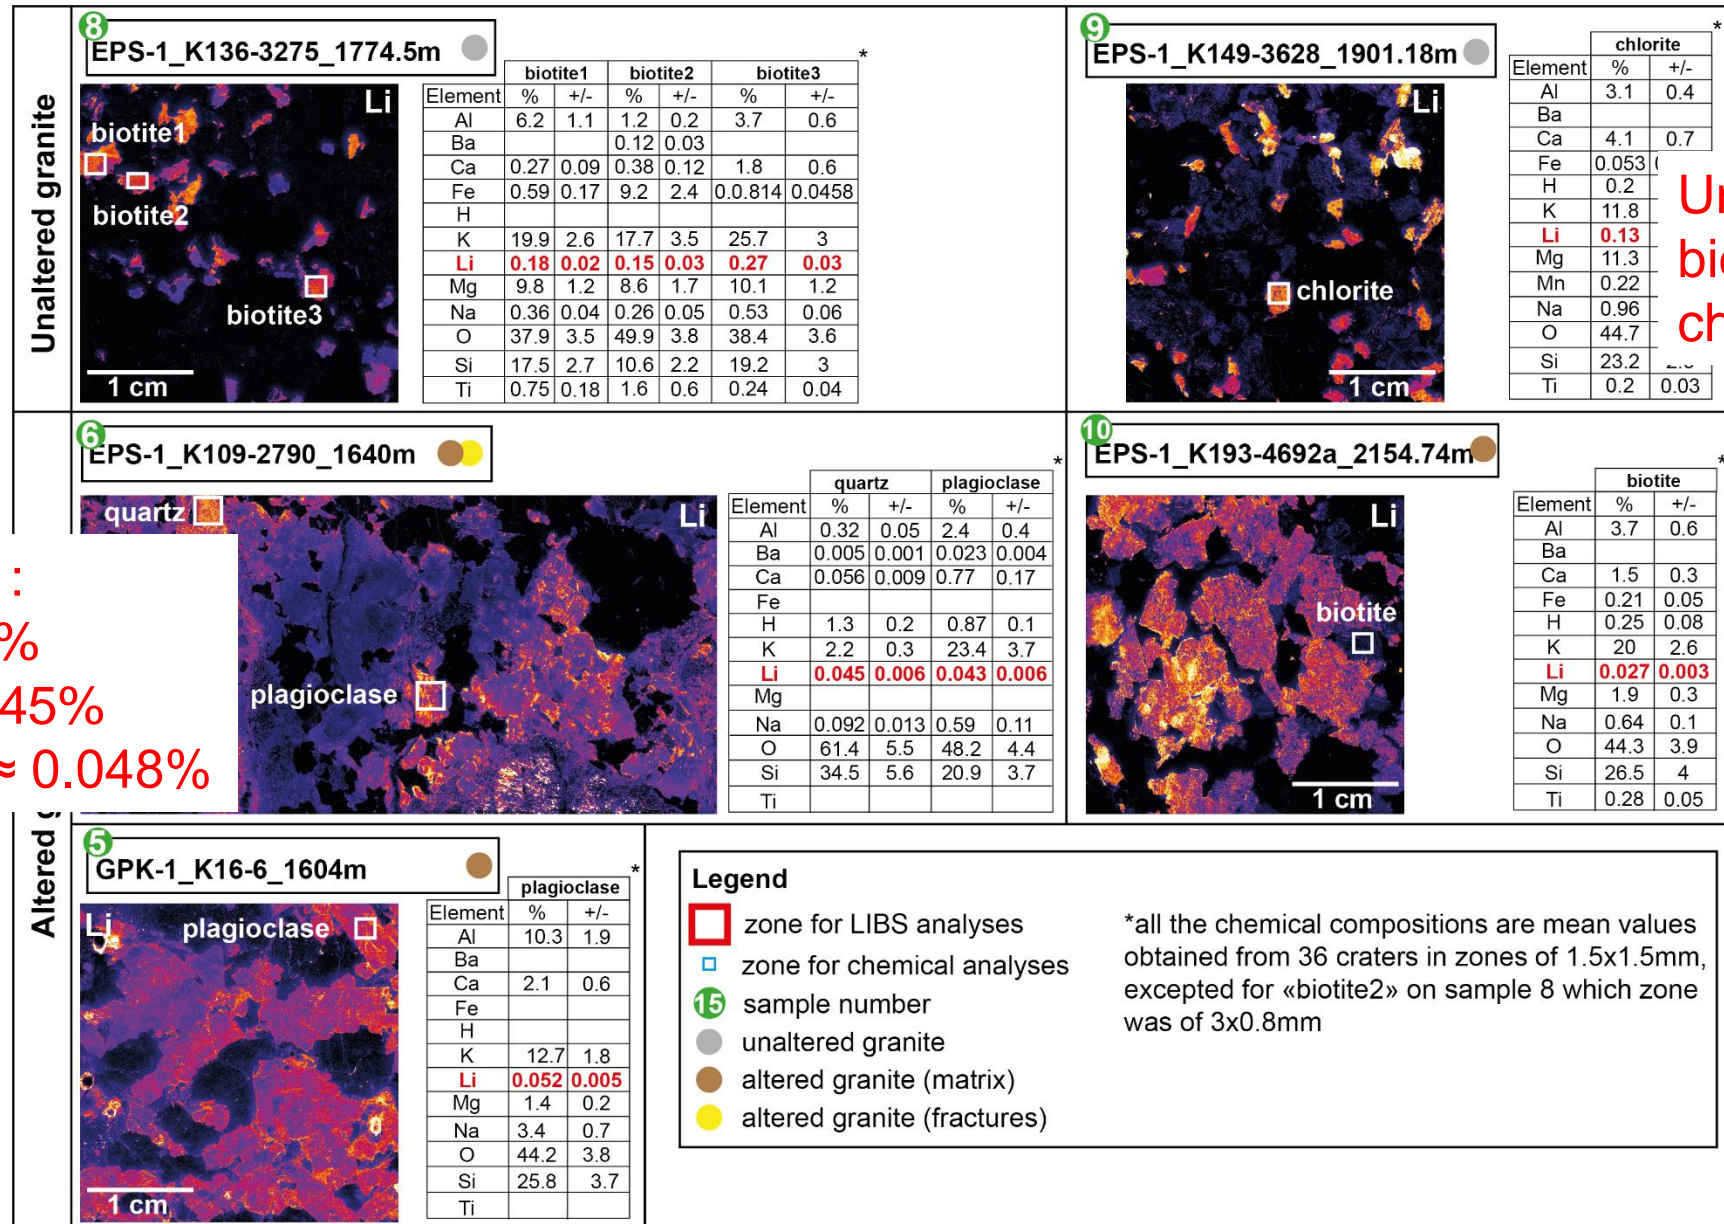 Unaltered granite
8
EPS-1_K136-3275_1774.5m
*
biotite1 biotite2 biotite3
Element % +/- % +/- % +/-
Al 6.2 1.1 1.2 0.2 3.7 0.6
Ba 0.12 0.03
Ca 0.27 0.09 0.38 0.12 1.8 0.6
Fe 0.59 0.17 9.2 2.4 0.0.814 0.0458
H
K 19.9 2.6 17.7 3.5 25.7 3
Li 0.18 0.02 0.15 0.03 0.27 0.03
Mg 9.8 1.2 8.6 1.7 10.1 1.2
Na 0.36 0.04 0.26 0.05 0.53 0.06
O 37.9 3.5 49.9 3.8 38.4 3.6
Si 17.5 2.7 10.6 2.2 19.2 3
Ti 0.75 0.18 1.6 0.6 0.24 0.04
Li
biotite1
biotite2
biotite3
1 cm
9
EPS-1_K149-3628_1901.18m
*
chlorite
Element % +/-
Al 3.1 0.4
Ba
Ca 4.1 0.7
Fe 0.053
H 0.2
K 11.8
Li 0.13
Mg 11.3
Mn 0.22
Na 0.96
O 44.7
Si 23.2
Ti 0.2 0.03
Li
chlorite
1 cm
Altered
6
EPS-1_K109-2790_1640m
*
quartz plagioclase
Element % +/- % +/-
Al 0.32 0.05 2.4 0.4
Ba 0.005 0.001 0.023 0.004
Ca 0.056 0.009 0.77 0.17
Fe
H 1.3 0.2 0.87 0.1
K 2.2 0.3 23.4 3.7
Li 0.045 0.006 0.043 0.006
Mg
Na 0.092 0.013 0.59 0.11
O 61.4 5.5 48.2 4.4
Si 34.5 5.6 20.9 3.7
Ti
quartz
Li
plagioclase
:
%
45%
≈ 0.048%
10
EPS-1_K193-4692a_2154.74m
*
biotite
Element % +/-
Al 3.7 0.6
Ba
Ca 1.5 0.3
Fe 0.21 0.05
H 0.25 0.08
K 20 2.6
Li 0.027 0.003
Mg 1.9 0.3
Na 0.64 0.1
O 44.3 3.9
Si 26.5 4
Ti 0.28 0.05
Li
biotite
1 cm
5
GPK-1_K16-6_1604m
*
plagioclase
Element % +/-
Al 10.3 1.9
Ba
Ca 2.1 0.6
Fe
H
K 12.7 1.8
Li 0.052 0.005
Mg 1.4 0.2
Na 3.4 0.7
O 44.2 3.8
Si 25.8 3.7
Ti
Li
plagioclase
1 cm
Legend
zone for LIBS analyses
zone for chemical analyses
15 sample number
unaltered granite
altered granite (matrix)
altered granite (fractures)
*all the chemical compositions are mean values
obtained from 36 craters in zones of 1.5x1.5mm,
excepted for «biotite2» on sample 8 which zone
was of 3x0.8mm